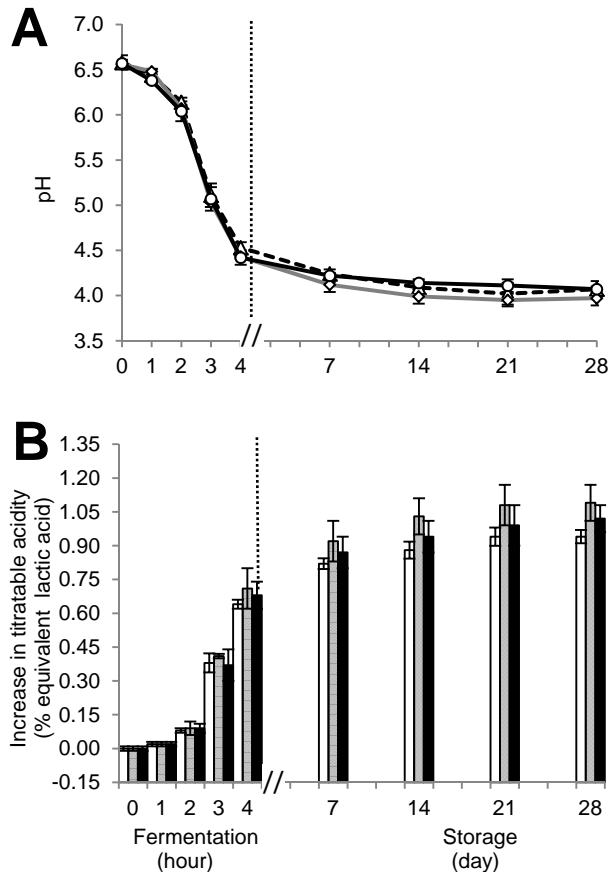 A
7.0
6.5
6.0
5.5
5.0
4.5
4.0
3.5
pH
0 1 2 3 4 // 7 14 21 28
B
1.35
1.20
1.05
0.90
0.75
0.60
0.45
0.30
0.15
0.00
-0.15
Increase in titratable acidity
(% equivalent lactic acid)
//
0 1 2 3 4 7 14 21 28
Fermentation Storage
(hour) (day)